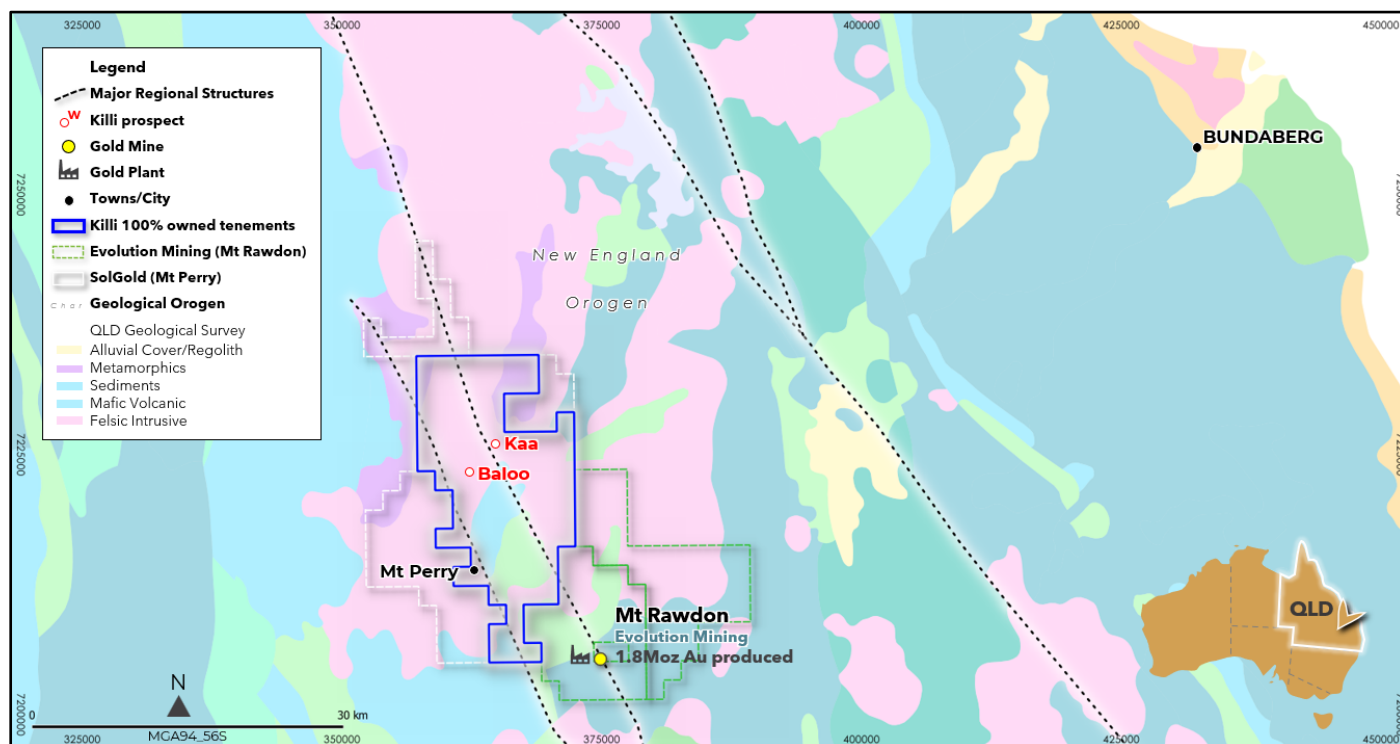 325000
350000
375000
400000
425000
450000
Legend
Major Regional Structures
W
Killi prospect
Gold Mine
Gold Plant
Towns/City
Killi 100% owned tenements
Evolution Mining (Mt Rawdon)
SolGold (Mt Perry)
Char
Geological Orogen
QLD Geological Survey
Alluvial Cover/Regolith
Metamorphics
Sediments
Mafic Volcanic
Felsic Intrusive
7250000
7225000
7200000
BUNDABERG
New England
Orogen
Kaa
Baloo
Mt Perry
Mt Rawdon
Evolution Mining
1.8Moz Au produced
QLD
N
0
30 km
MGA94_56S
325000
350000
375000
400000
425000
450000